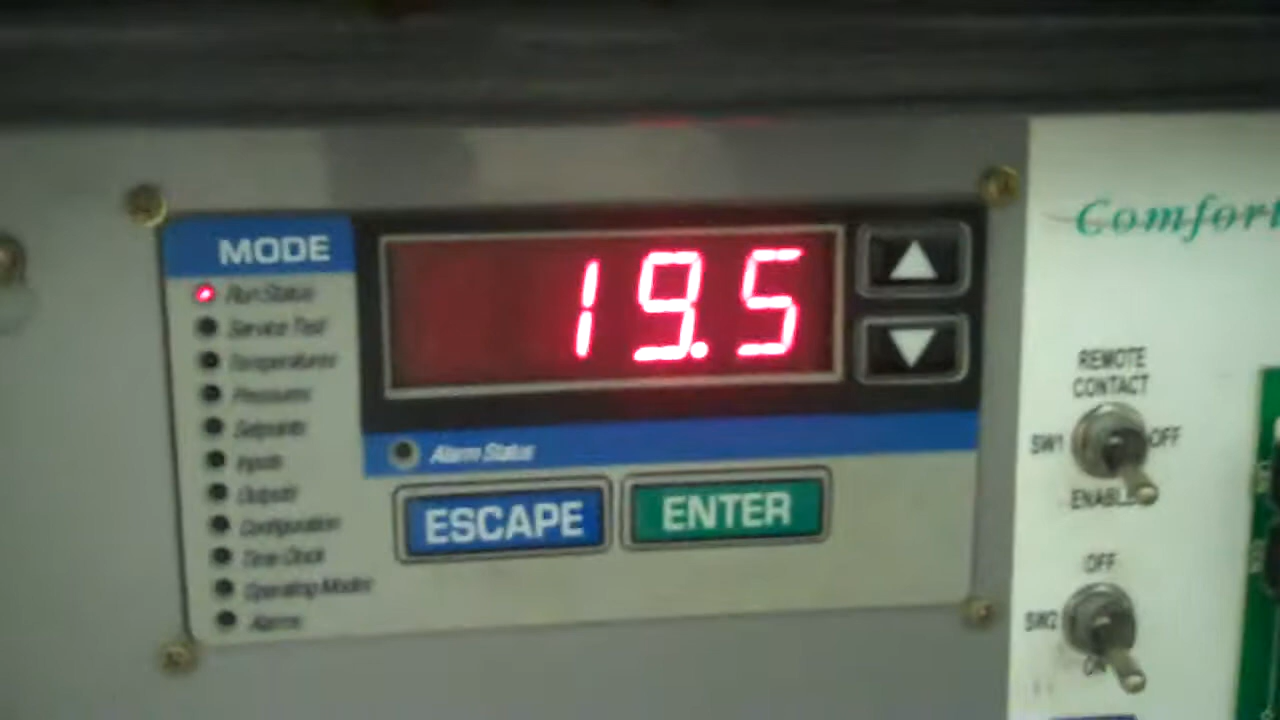 MODE
Run Status
Service Test
Temperatures
Pressures
Setpoints
Inputs
Outputs
Configuration
Time Clock
Operating Modes
Alarms
19.5
Alarm Status
ESCAPE
ENTER
Comfort
REMOTE
CONTACT
SW1
OFF
ENABLE
OFF
SW2
ON